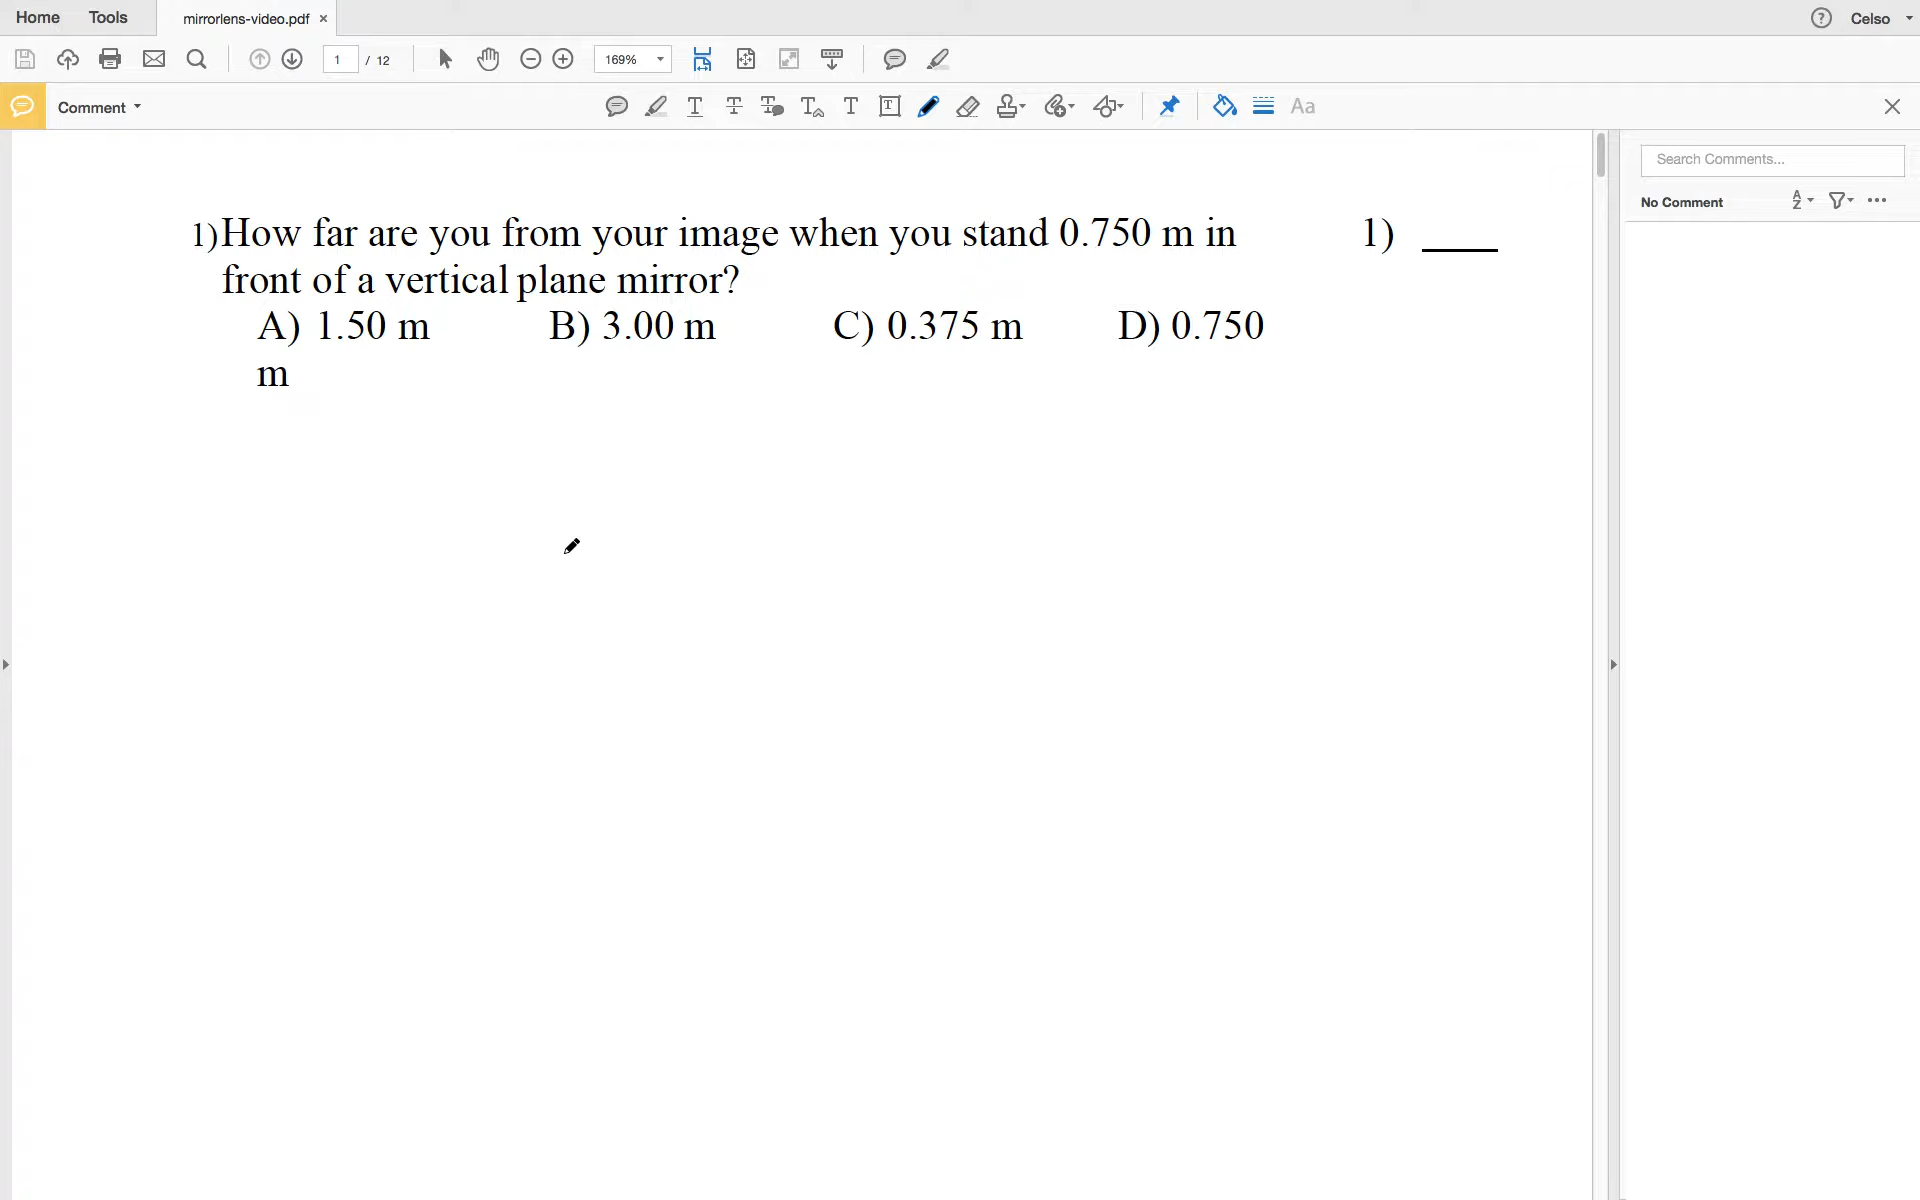 Home Tools mirrorlens-video.pdf × Celso
1 / 12 169%
Comment Aa
Search Comments...
No Comment
1) How far are you from your image when you stand 0.750 m in 1) ____
front of a vertical plane mirror?
A) 1.50 m B) 3.00 m C) 0.375 m D) 0.750
m